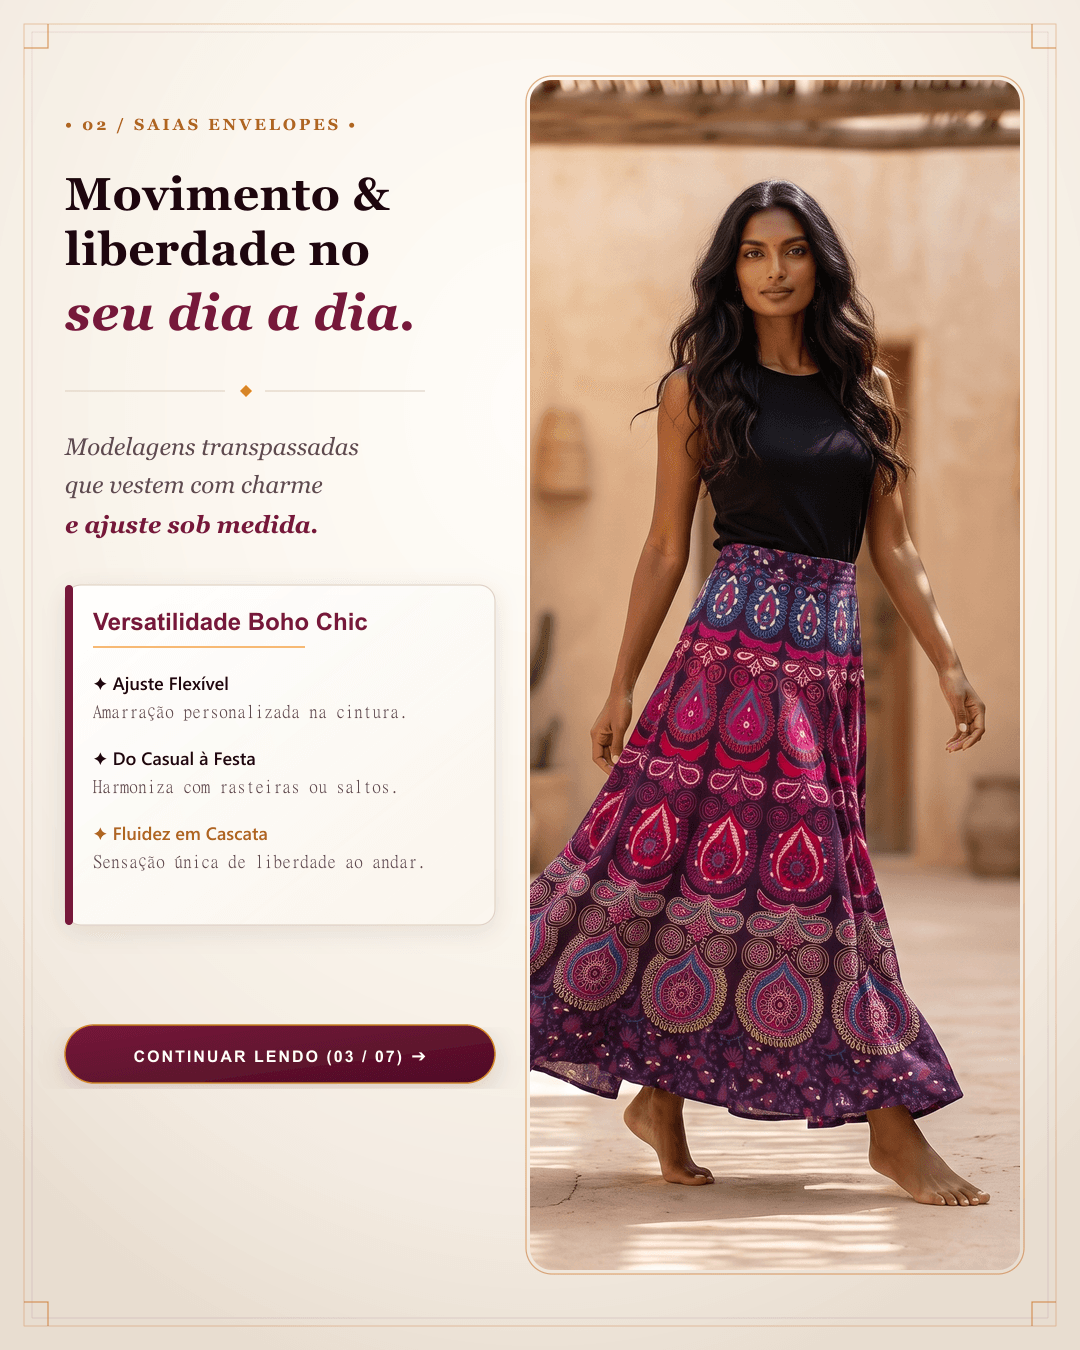 • 02 / SAIAS ENVELOPES •
Movimento &
liberdade no
seu dia a dia.
Modelagens transpassadas
que vestem com charme
e ajuste sob medida.
Versatilidade Boho Chic
✦ Ajuste Flexível
Amarração personalizada na cintura.
✦ Do Casual à Festa
Harmoniza com rasteiras ou saltos.
✦ Fluidez em Cascata
Sensação única de liberdade ao andar.
CONTINUAR LENDO (03 / 07) ➔